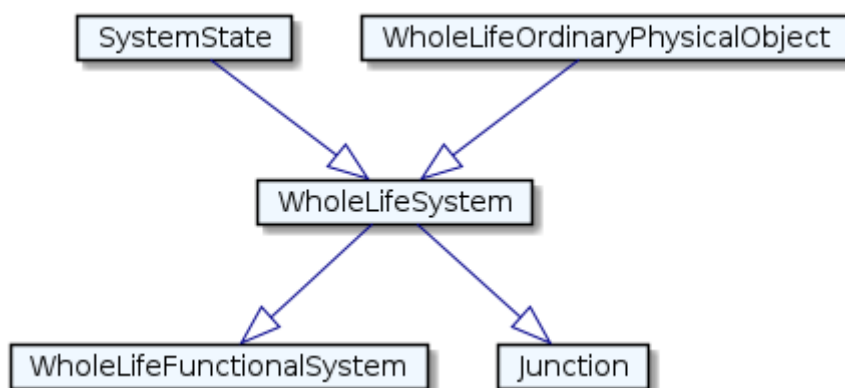 SystemState
WholeLifeOrdinaryPhysicalObject
WholeLifeSystem
WholeLifeFunctionalSystem
Junction